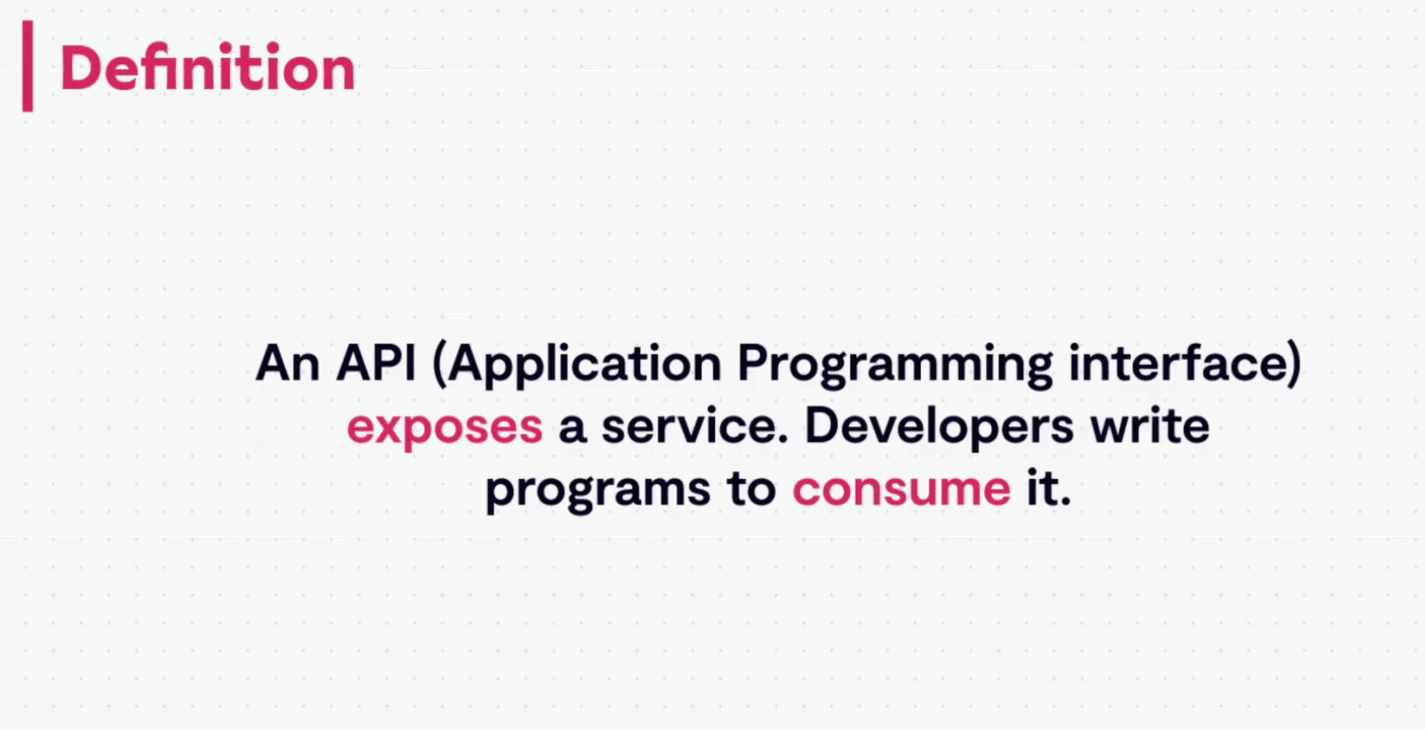 Definition
An API (Application Programming interface)
exposes a service. Developers write
programs to consume it.